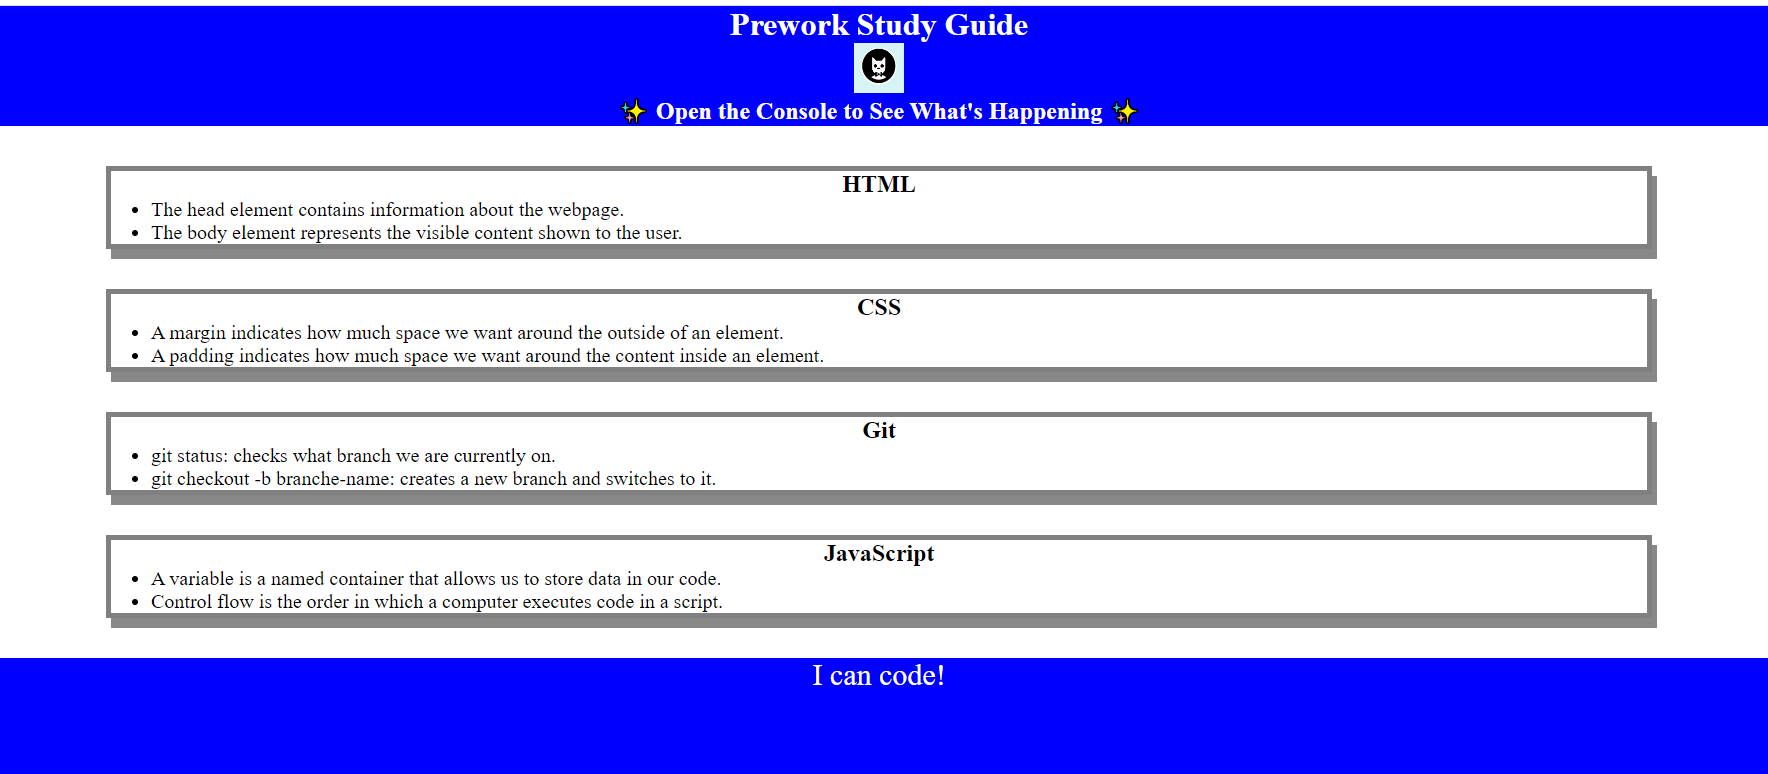 Prework Study Guide
✨ Open the Console to See What's Happening ✨
HTML
• The head element contains information about the webpage.
• The body element represents the visible content shown to the user.
CSS
• A margin indicates how much space we want around the outside of an element.
• A padding indicates how much space we want around the content inside an element.
Git
• git status: checks what branch we are currently on.
• git checkout -b branche-name: creates a new branch and switches to it.
JavaScript
• A variable is a named container that allows us to store data in our code.
• Control flow is the order in which a computer executes code in a script.
I can code!